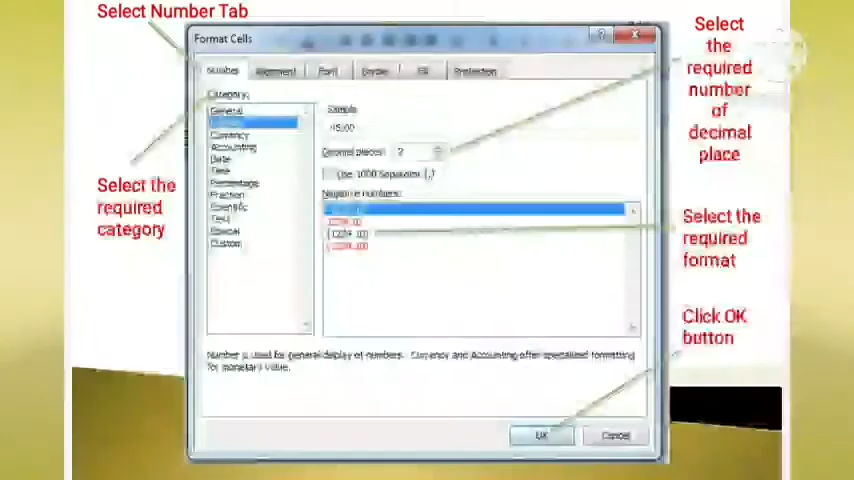 Select Number Tab
Format Cells
Number Alignment Font Border Fill Protection
Category:
General
Currency
Accounting
Date
Time
Percentage
Fraction
Scientific
Text
Special
Custom
Sample
45.00
Decimal places: 2
Use 1000 Separator (,)
Negative numbers:
Number is used for general display of numbers. Currency and Accounting offer specialized formatting
for monetary value.
OK Cancel
Select the
required
category
Select
the
required
number
of
decimal
place
Select the
required
format
Click OK
button